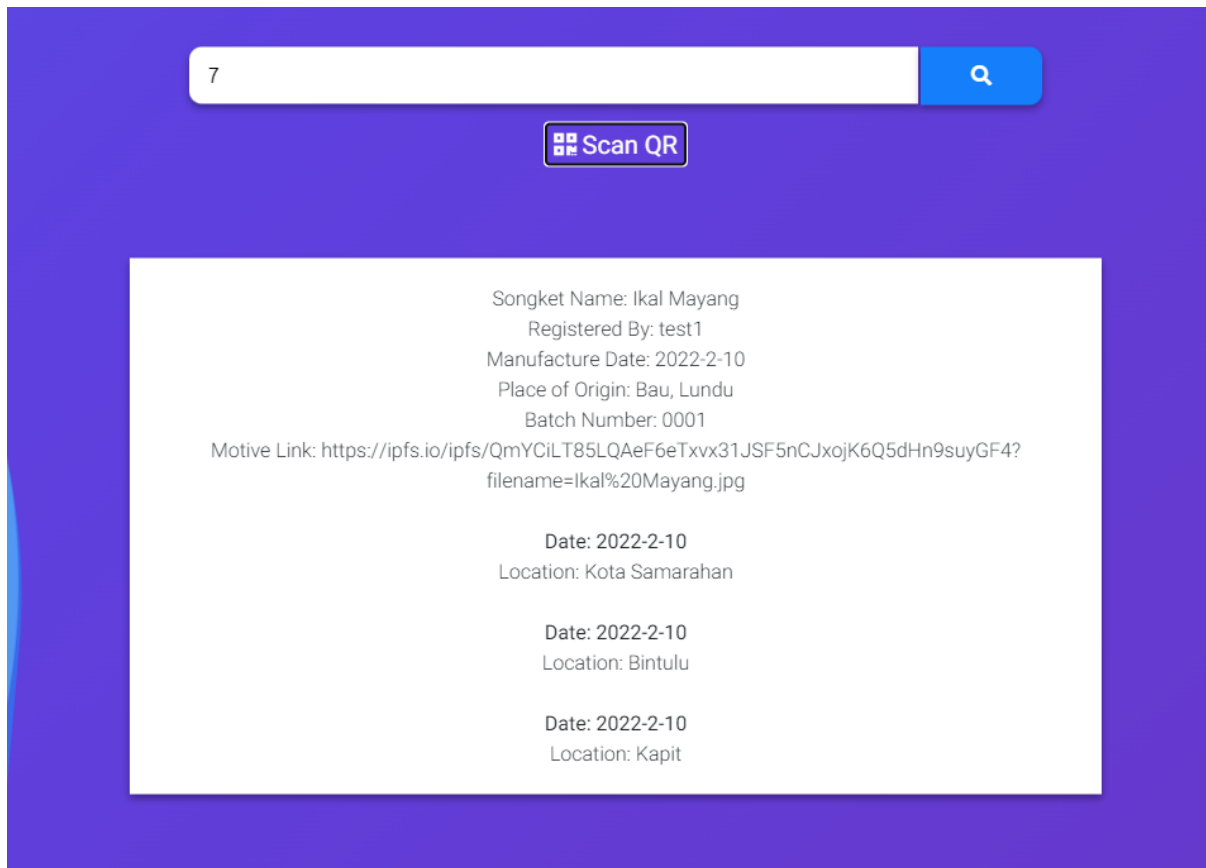 7
Scan QR
Songket Name: Ikal Mayang
Registered By: test1
Manufacture Date: 2022-2-10
Place of Origin: Bau, Lundu
Batch Number: 0001
Motive Link: https://ipfs.io/ipfs/QmYCiLT85LQAeF6eTxvx31JSF5nCJxojK6Q5dHn9suyGF4?
filename=Ikal%20Mayang.jpg
Date: 2022-2-10
Location: Kota Samarahan
Date: 2022-2-10
Location: Bintulu
Date: 2022-2-10
Location: Kapit